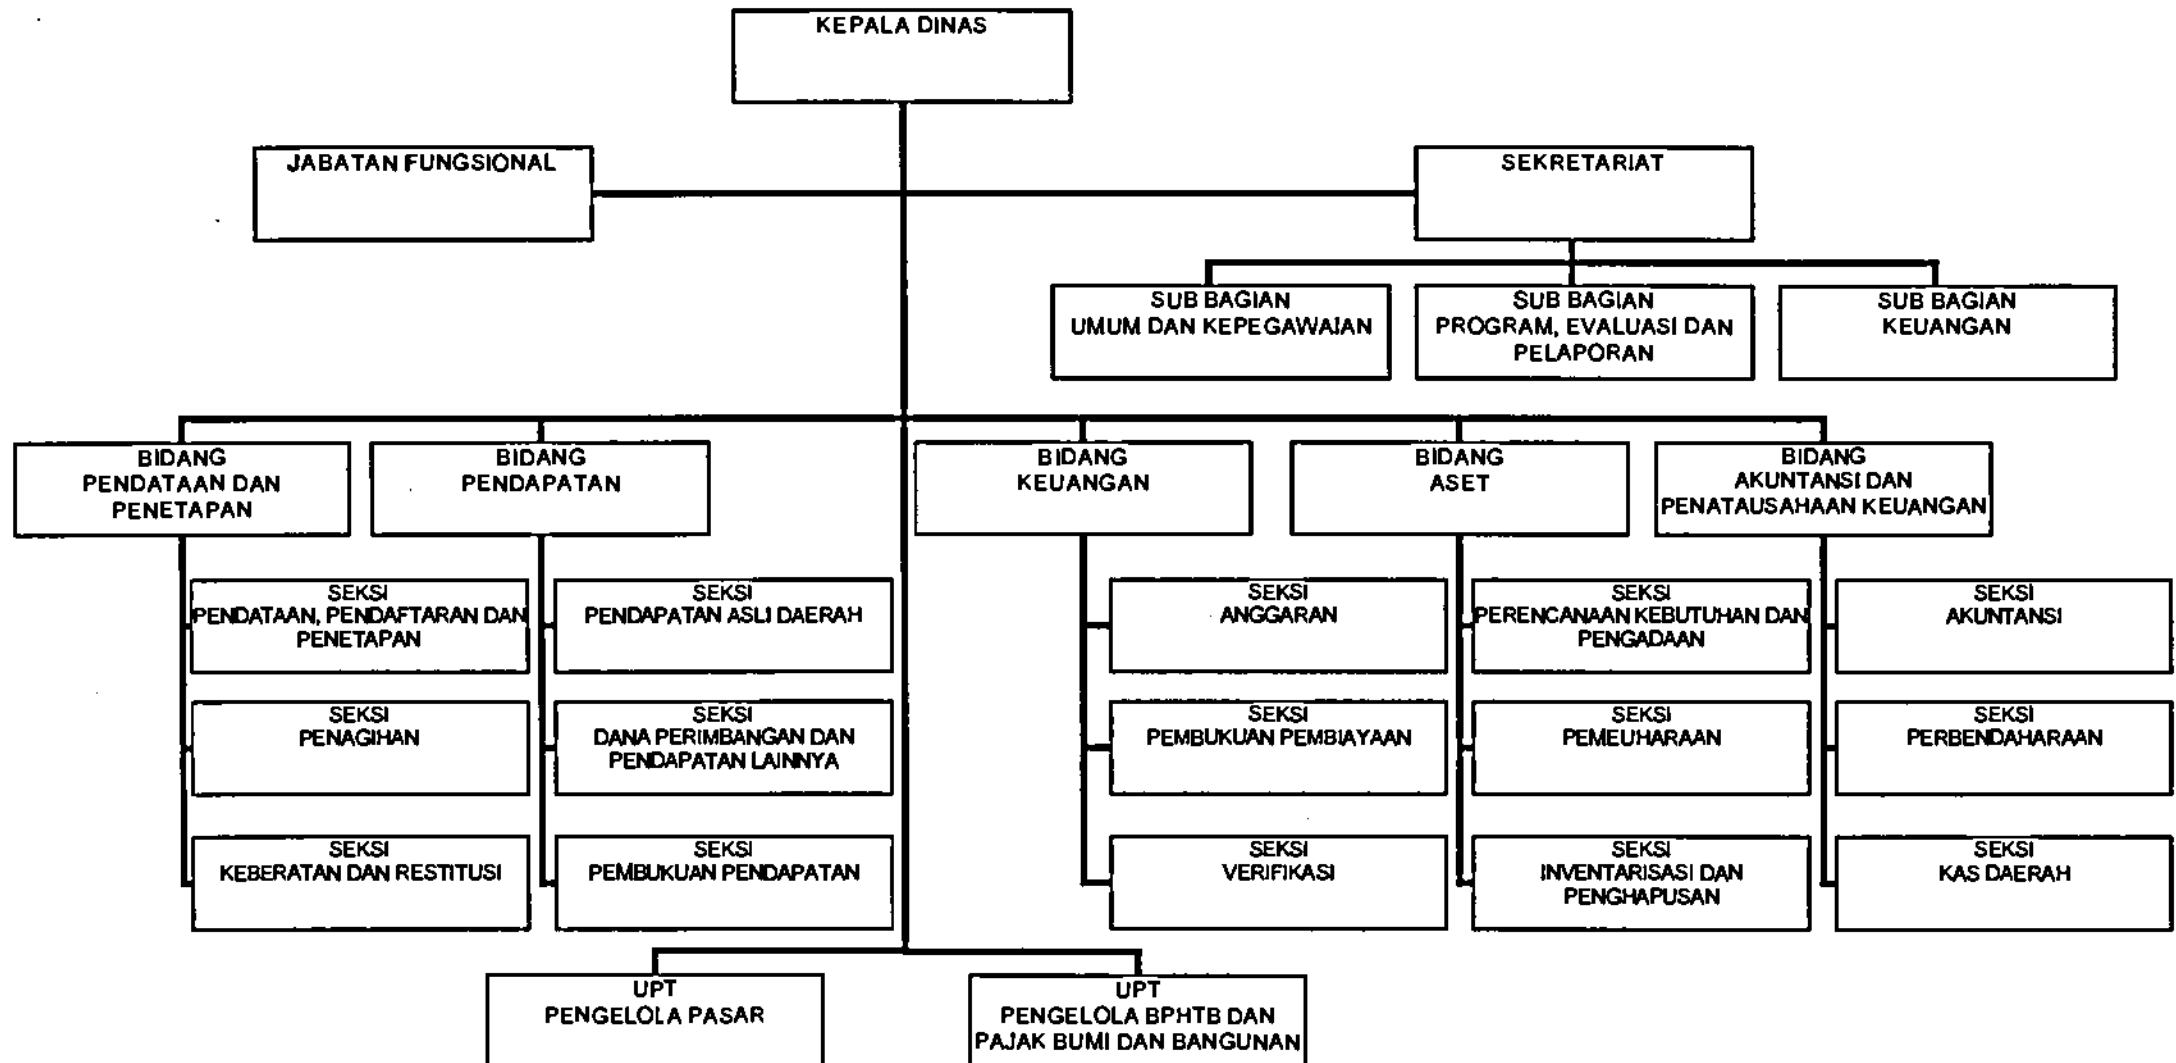 KEPALA DINAS
JABATAN FUNGSIONAL
SEKRETARIAT
SUB BAGIAN
UMUM DAN KEPEGAWAIAN
SUB BAGIAN
PROGRAM, EVALUASI DAN
PELAPORAN
SUB BAGIAN
KEUANGAN
BIDANG
PENDATAAN DAN
PENETAPAN
BIDANG
PENDAPATAN
BIDANG
KEUANGAN
BIDANG
ASET
BIDANG
AKUNTANSI DAN
PENATAUSAHAAN KEUANGAN
SEKSI
PENDATAAN, PENDAFTARAN DAN
PENETAPAN
SEKSI
PENDAPATAN ASLI DAERAH
SEKSI
ANGGARAN
SEKSI
PERENCANAAN KEBUTUHAN DAN
PENGADAAN
SEKSI
AKUNTANSI
SEKSI
PENAGIHAN
SEKSI
DANA PERIMBANGAN DAN
PENDAPATAN LAINNYA
SEKSI
PEMBUKUAN PEMBIAYAAN
SEKSI
PEMEUHARAAN
SEKSI
PERBENDAHARAAN
SEKSI
KEBERATAN DAN RESTITUSI
SEKSI
PEMBUKUAN PENDAPATAN
SEKSI
VERIFIKASI
SEKSI
INVENTARISASI DAN
PENGHAPUSAN
SEKSI
KAS DAERAH
UPT
PENGELOLA PASAR
UPT
PENGELOLA BPHTB DAN
PAJAK BUMI DAN BANGUNAN